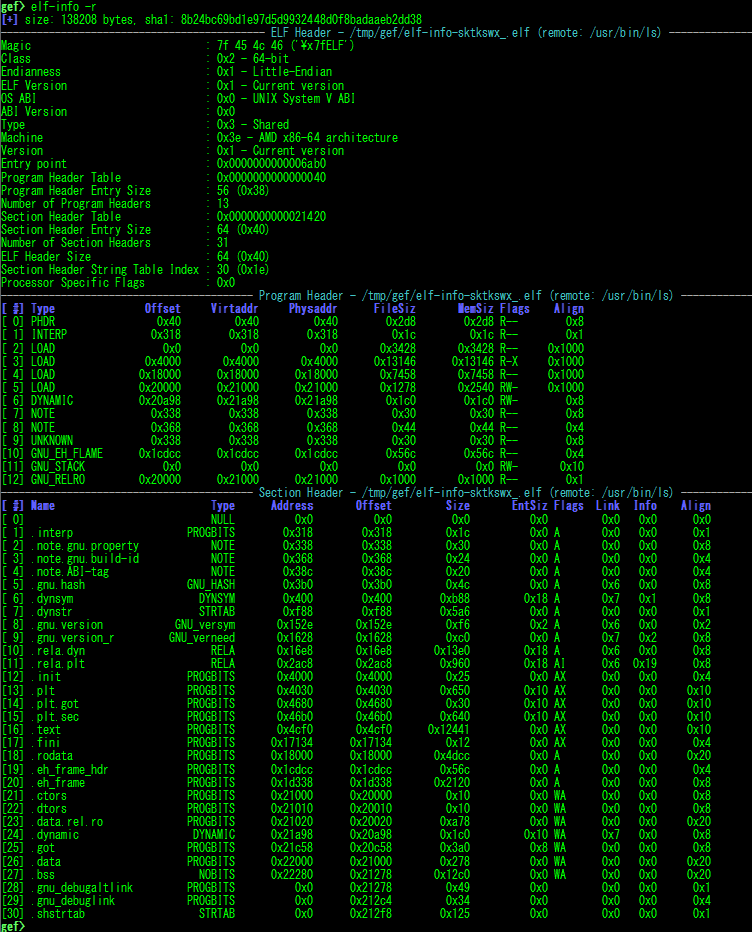 gef> elf-info -r
[+] size: 138208 bytes, sha1: 8b24bc69bd1e97d5d9932448d0f8badaaeb2dd38
ELF Header - /tmp/gef/elf-info-sktkswx_.elf (remote: /usr/bin/ls)
Magic : 7f 45 4c 46 ('¥x7fELF')
Class : 0x2 - 64-bit
Endianness : 0x1 - Little-Endian
ELF Version : 0x1 - Current version
OS ABI : 0x0 - UNIX System V ABI
ABI Version : 0x0
Type : 0x3 - Shared
Machine : 0x3e - AMD x86-64 architecture
Version : 0x1 - Current version
Entry point : 0x0000000000006ab0
Program Header Table : 0x0000000000000040
Program Header Entry Size : 56 (0x38)
Number of Program Headers : 13
Section Header Table : 0x0000000000021420
Section Header Entry Size : 64 (0x40)
Number of Section Headers : 31
ELF Header Size : 64 (0x40)
Section Header String Table Index : 30 (0x1e)
Processor Specific Flags : 0x0
Program Header - /tmp/gef/elf-info-sktkswx_.elf (remote: /usr/bin/ls)
[ #] Type Offset Virtaddr Physaddr FileSiz MemSiz Flags Align
[ 0] PHDR 0x40 0x40 0x40 0x2d8 0x2d8 R-- 0x8
[ 1] INTERP 0x318 0x318 0x318 0x1c 0x1c R-- 0x1
[ 2] LOAD 0x0 0x0 0x0 0x3428 0x3428 R-- 0x1000
[ 3] LOAD 0x4000 0x4000 0x4000 0x13146 0x13146 R-X 0x1000
[ 4] LOAD 0x18000 0x18000 0x18000 0x7458 0x7458 R-- 0x1000
[ 5] LOAD 0x20000 0x21000 0x21000 0x1278 0x2540 RW- 0x1000
[ 6] DYNAMIC 0x20a98 0x21a98 0x21a98 0x1c0 0x1c0 RW- 0x8
[ 7] NOTE 0x338 0x338 0x338 0x30 0x30 R-- 0x8
[ 8] NOTE 0x368 0x368 0x368 0x44 0x44 R-- 0x4
[ 9] UNKNOWN 0x338 0x338 0x338 0x30 0x30 R-- 0x8
[10] GNU_EH_FLAME 0x1cdcc 0x1cdcc 0x1cdcc 0x56c 0x56c R-- 0x4
[11] GNU_STACK 0x0 0x0 0x0 0x0 0x0 RW- 0x10
[12] GNU_RELRO 0x20000 0x21000 0x21000 0x1000 0x1000 R-- 0x1
Section Header - /tmp/gef/elf-info-sktkswx_.elf (remote: /usr/bin/ls)
[ #] Name Type Address Offset Size EntSiz Flags Link Info Align
[ 0] NULL 0x0 0x0 0x0 0x0 0x0 0x0 0x0
[ 1] .interp PROGBITS 0x318 0x318 0x1c 0x0 A 0x0 0x0 0x1
[ 2] .note.gnu.property NOTE 0x338 0x338 0x30 0x0 A 0x0 0x0 0x8
[ 3] .note.gnu.build-id NOTE 0x368 0x368 0x24 0x0 A 0x0 0x0 0x4
[ 4] .note.ABI-tag NOTE 0x38c 0x38c 0x20 0x0 A 0x0 0x0 0x4
[ 5] .gnu.hash GNU_HASH 0x3b0 0x3b0 0x4c 0x0 A 0x6 0x0 0x8
[ 6] .dynsym DYNSYM 0x400 0x400 0xb88 0x18 A 0x7 0x1 0x8
[ 7] .dynstr STRTAB 0xf88 0xf88 0x5a6 0x0 A 0x0 0x0 0x1
[ 8] .gnu.version GNU_versym 0x152e 0x152e 0xf6 0x2 A 0x6 0x0 0x2
[ 9] .gnu.version_r GNU_verneed 0x1628 0x1628 0xc0 0x0 A 0x7 0x2 0x8
[10] .rela.dyn RELA 0x16e8 0x16e8 0x13e0 0x18 A 0x6 0x0 0x8
[11] .rela.plt RELA 0x2ac8 0x2ac8 0x960 0x18 AI 0x6 0x19 0x8
[12] .init PROGBITS 0x4000 0x4000 0x25 0x0 AX 0x0 0x0 0x4
[13] .plt PROGBITS 0x4030 0x4030 0x650 0x10 AX 0x0 0x0 0x10
[14] .plt.got PROGBITS 0x4680 0x4680 0x30 0x10 AX 0x0 0x0 0x10
[15] .plt.sec PROGBITS 0x46b0 0x46b0 0x640 0x10 AX 0x0 0x0 0x10
[16] .text PROGBITS 0x4cf0 0x4cf0 0x12441 0x0 AX 0x0 0x0 0x10
[17] .fini PROGBITS 0x17134 0x17134 0x12 0x0 AX 0x0 0x0 0x4
[18] .rodata PROGBITS 0x18000 0x18000 0x4dcc 0x0 A 0x0 0x0 0x20
[19] .eh_frame_hdr PROGBITS 0x1cdcc 0x1cdcc 0x56c 0x0 A 0x0 0x0 0x4
[20] .eh_frame PROGBITS 0x1d338 0x1d338 0x2120 0x0 A 0x0 0x0 0x8
[21] .ctors PROGBITS 0x21000 0x20000 0x10 0x0 WA 0x0 0x0 0x8
[22] .dtors PROGBITS 0x21010 0x20010 0x10 0x0 WA 0x0 0x0 0x8
[23] .data.rel.ro PROGBITS 0x21020 0x20020 0xa78 0x0 WA 0x0 0x0 0x20
[24] .dynamic DYNAMIC 0x21a98 0x20a98 0x1c0 0x10 WA 0x7 0x0 0x8
[25] .got PROGBITS 0x21c58 0x20c58 0x3a0 0x8 WA 0x0 0x0 0x8
[26] .data PROGBITS 0x22000 0x21000 0x278 0x0 WA 0x0 0x0 0x20
[27] .bss NOBITS 0x22280 0x21278 0x12c0 0x0 WA 0x0 0x0 0x20
[28] .gnu_debugaltlink PROGBITS 0x0 0x21278 0x49 0x0 0x0 0x0 0x1
[29] .gnu_debuglink PROGBITS 0x0 0x212c4 0x34 0x0 0x0 0x0 0x4
[30] .shstrtab STRTAB 0x0 0x212f8 0x125 0x0 0x0 0x0 0x1
gef>